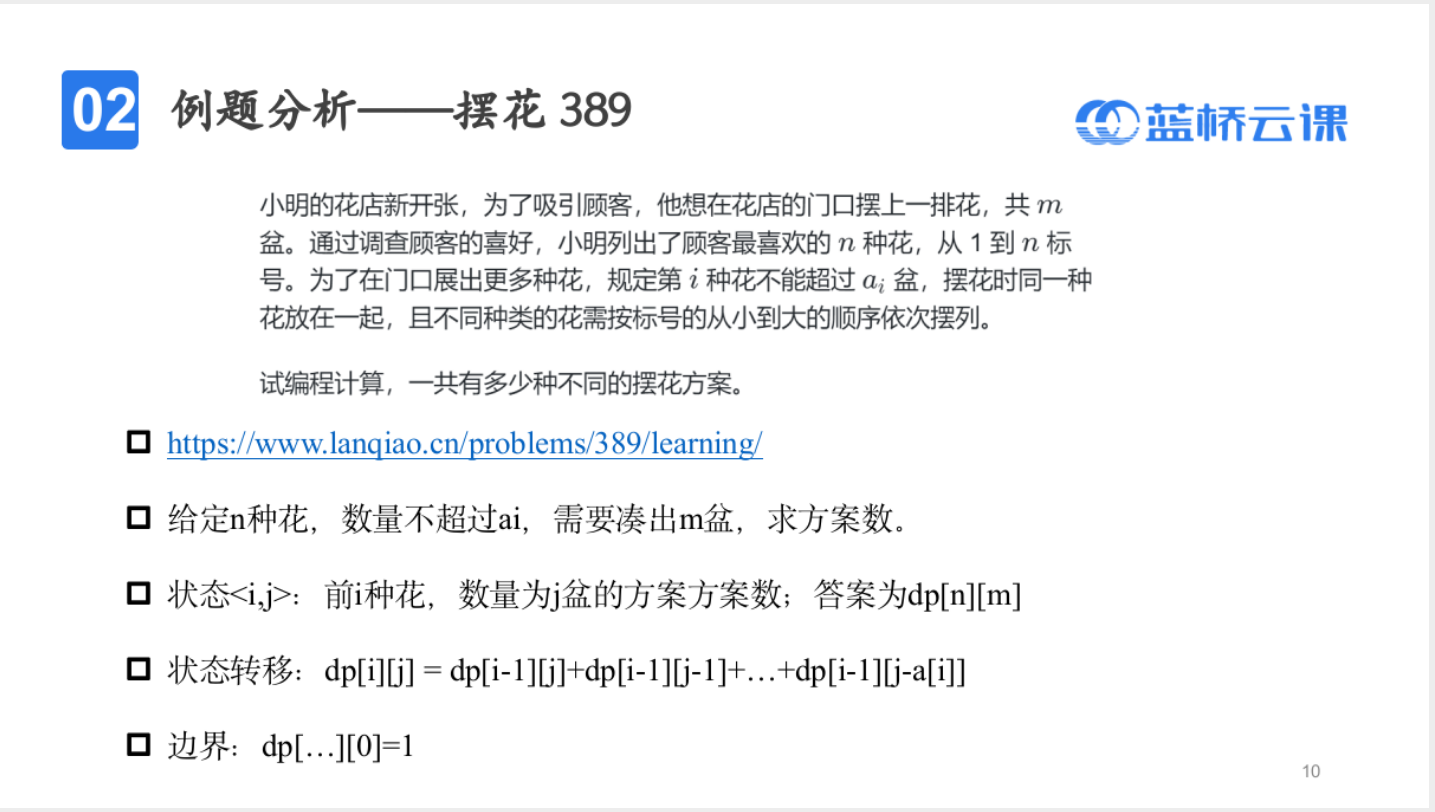 02
例题分析——摆花 389
蓝桥云课
小明的花店新开张，为了吸引顾客，他想在花店的门口摆上一排花，共 m
盆。通过调查顾客的喜好，小明列出了顾客最喜欢的 n 种花，从 1 到 n 标
号。为了在门口展出更多种花，规定第 i 种花不能超过 aᵢ 盆，摆花时同一种
花放在一起，且不同种类的花需按标号的从小到大的顺序依次摆列。
试编程计算，一共有多少种不同的摆花方案。
https://www.lanqiao.cn/problems/389/learning/
给定n种花，数量不超过ai，需要凑出m盆，求方案数。
状态<i,j>：前i种花，数量为j盆的方案方案数；答案为dp[n][m]
状态转移：dp[i][j] = dp[i-1][j]+dp[i-1][j-1]+…+dp[i-1][j-a[i]]
边界：dp[…][0]=1
10